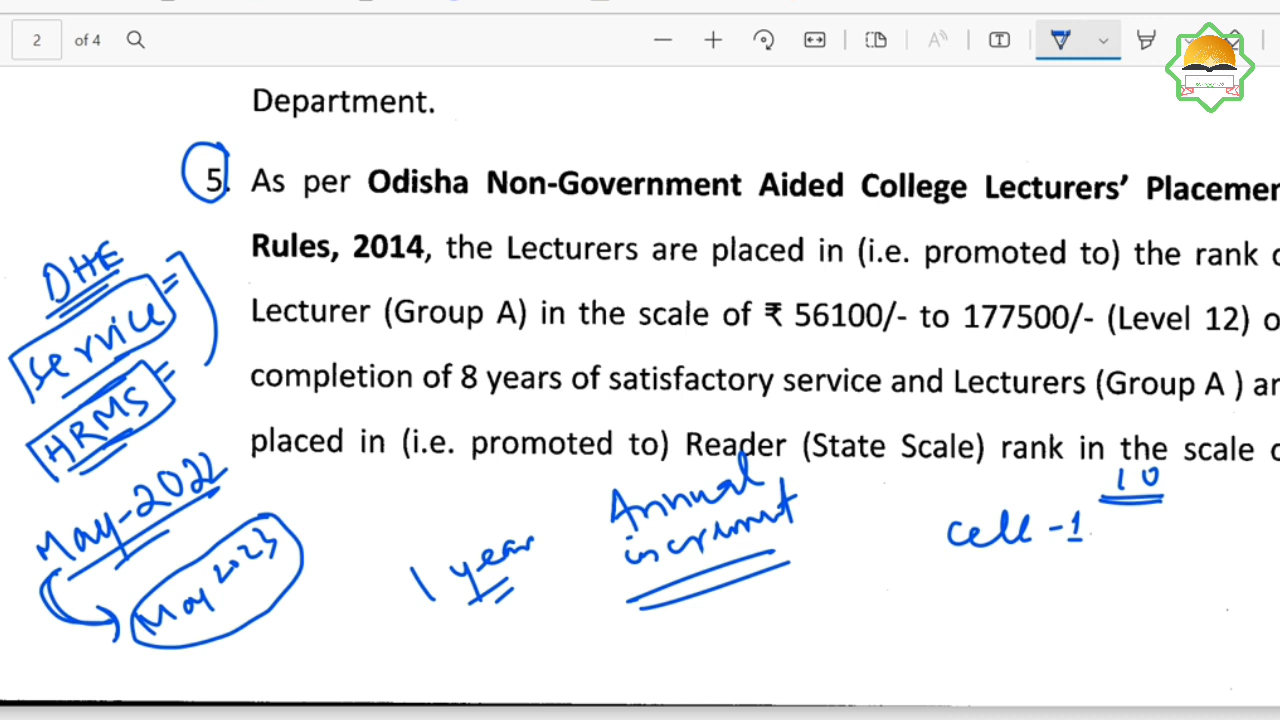 2 of 4
Department.
5. As per Odisha Non-Government Aided College Lecturers’ Placemen
Rules, 2014, the Lecturers are placed in (i.e. promoted to) the rank o
Lecturer (Group A) in the scale of ₹ 56100/- to 177500/- (Level 12) o
completion of 8 years of satisfactory service and Lecturers (Group A ) ar
placed in (i.e. promoted to) Reader (State Scale) rank in the scale o
DHE
Service
HRMS
May-2022
May 2023
1 year
Annual
increment
cell -1
10